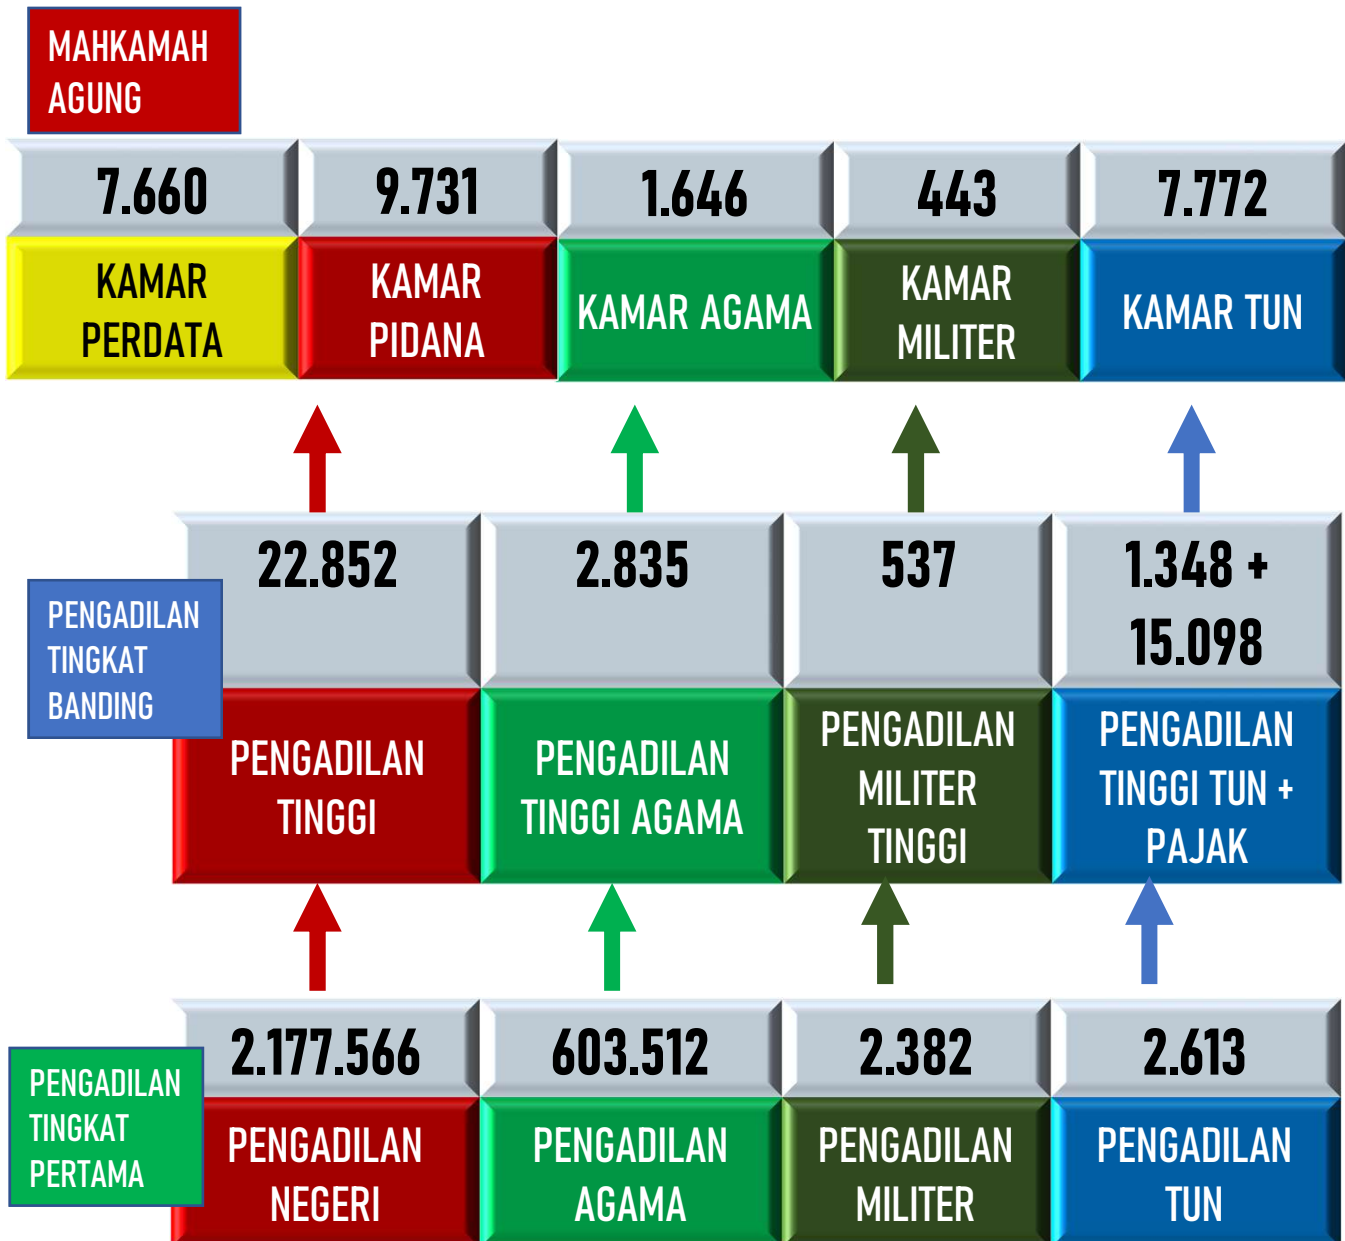 MAHKAMAH
AGUNG
7.660
9.731
1.646
443
7.772
KAMAR
PERDATA
KAMAR
PIDANA
KAMAR AGAMA
KAMAR
MILITER
KAMAR TUN
PENGADILAN
TINGKAT
BANDING
22.852
2.835
537
1.348 +
15.098
PENGADILAN
TINGGI
PENGADILAN
TINGGI AGAMA
PENGADILAN
MILITER
TINGGI
PENGADILAN
TINGGI TUN +
PAJAK
PENGADILAN
TINGKAT
PERTAMA
2.177.566
603.512
2.382
2.613
PENGADILAN
NEGERI
PENGADILAN
AGAMA
PENGADILAN
MILITER
PENGADILAN
TUN